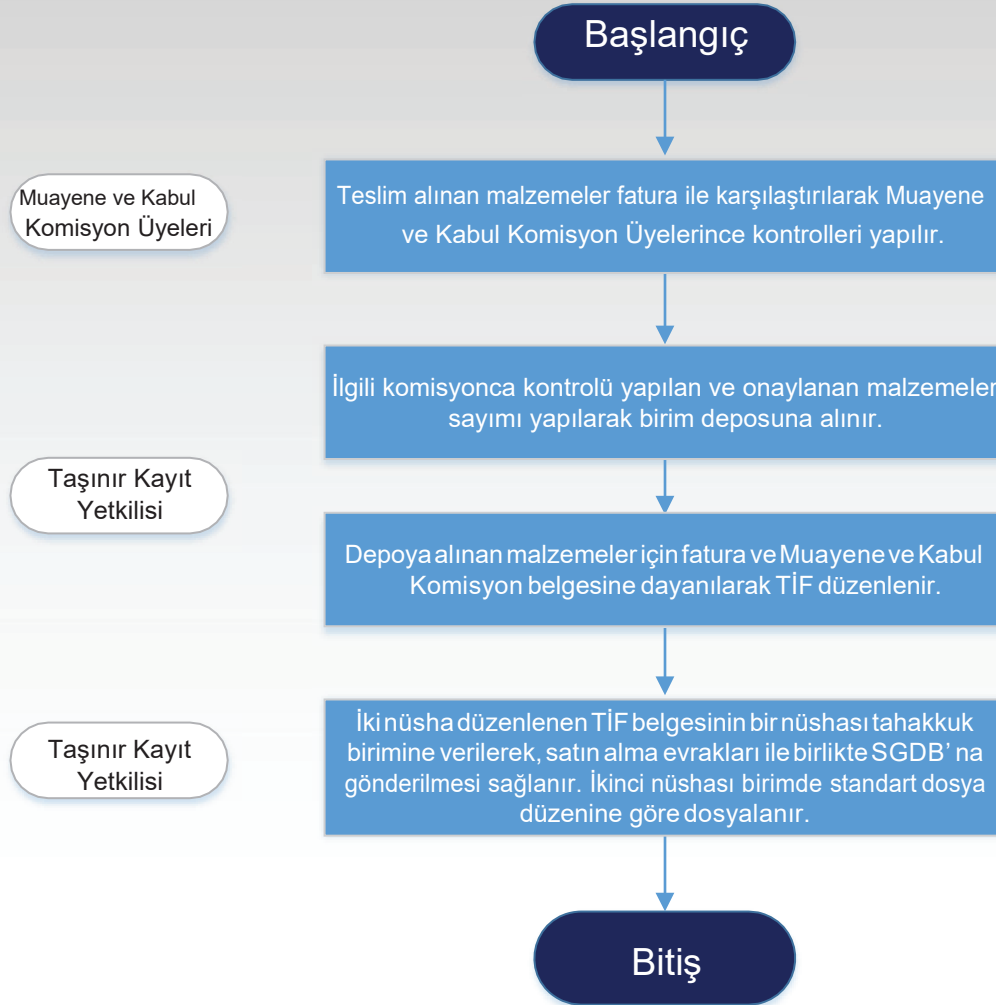 Başlangıç
Muayene ve Kabul
Komisyon Üyeleri
Teslim alınan malzemeler fatura ile karşılaştırılarak Muayene
ve Kabul Komisyon Üyelerince kontrolleri yapılır.
İlgili komisyonca kontrolü yapılan ve onaylanan malzemeler
sayımı yapılarak birim deposuna alınır.
Taşınır Kayıt
Yetkilisi
Depoya alınan malzemeler için fatura ve Muayene ve Kabul
Komisyon belgesine dayanılarak TİF düzenlenir.
Taşınır Kayıt
Yetkilisi
İki nüsha düzenlenen TİF belgesinin bir nüshası tahakkuk
birimine verilerek, satın alma evrakları ile birlikte SGDB’ na
gönderilmesi sağlanır. İkinci nüshası birimde standart dosya
düzenine göre dosyalanır.
Bitiş